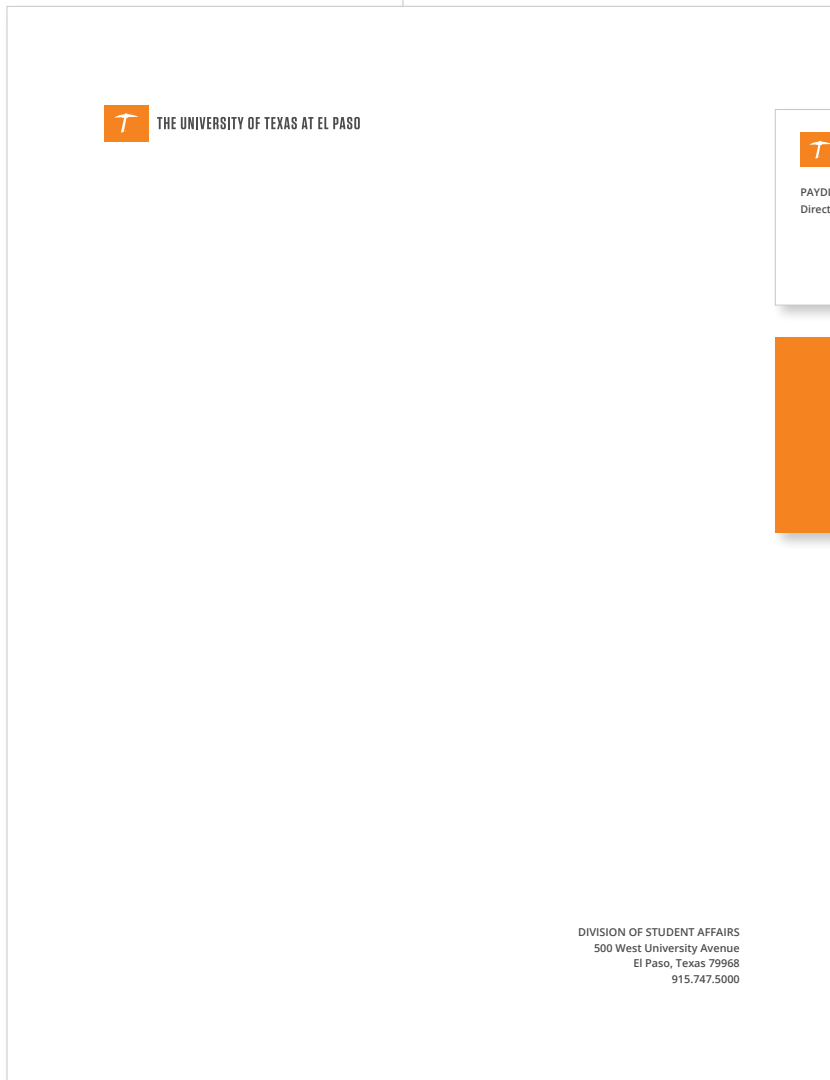 THE UNIVERSITY OF TEXAS AT EL PASO
Direct
DIVISION OF STUDENT AFFAIRS
500 West University Avenue
El Paso, Texas 79968
915.747.5000